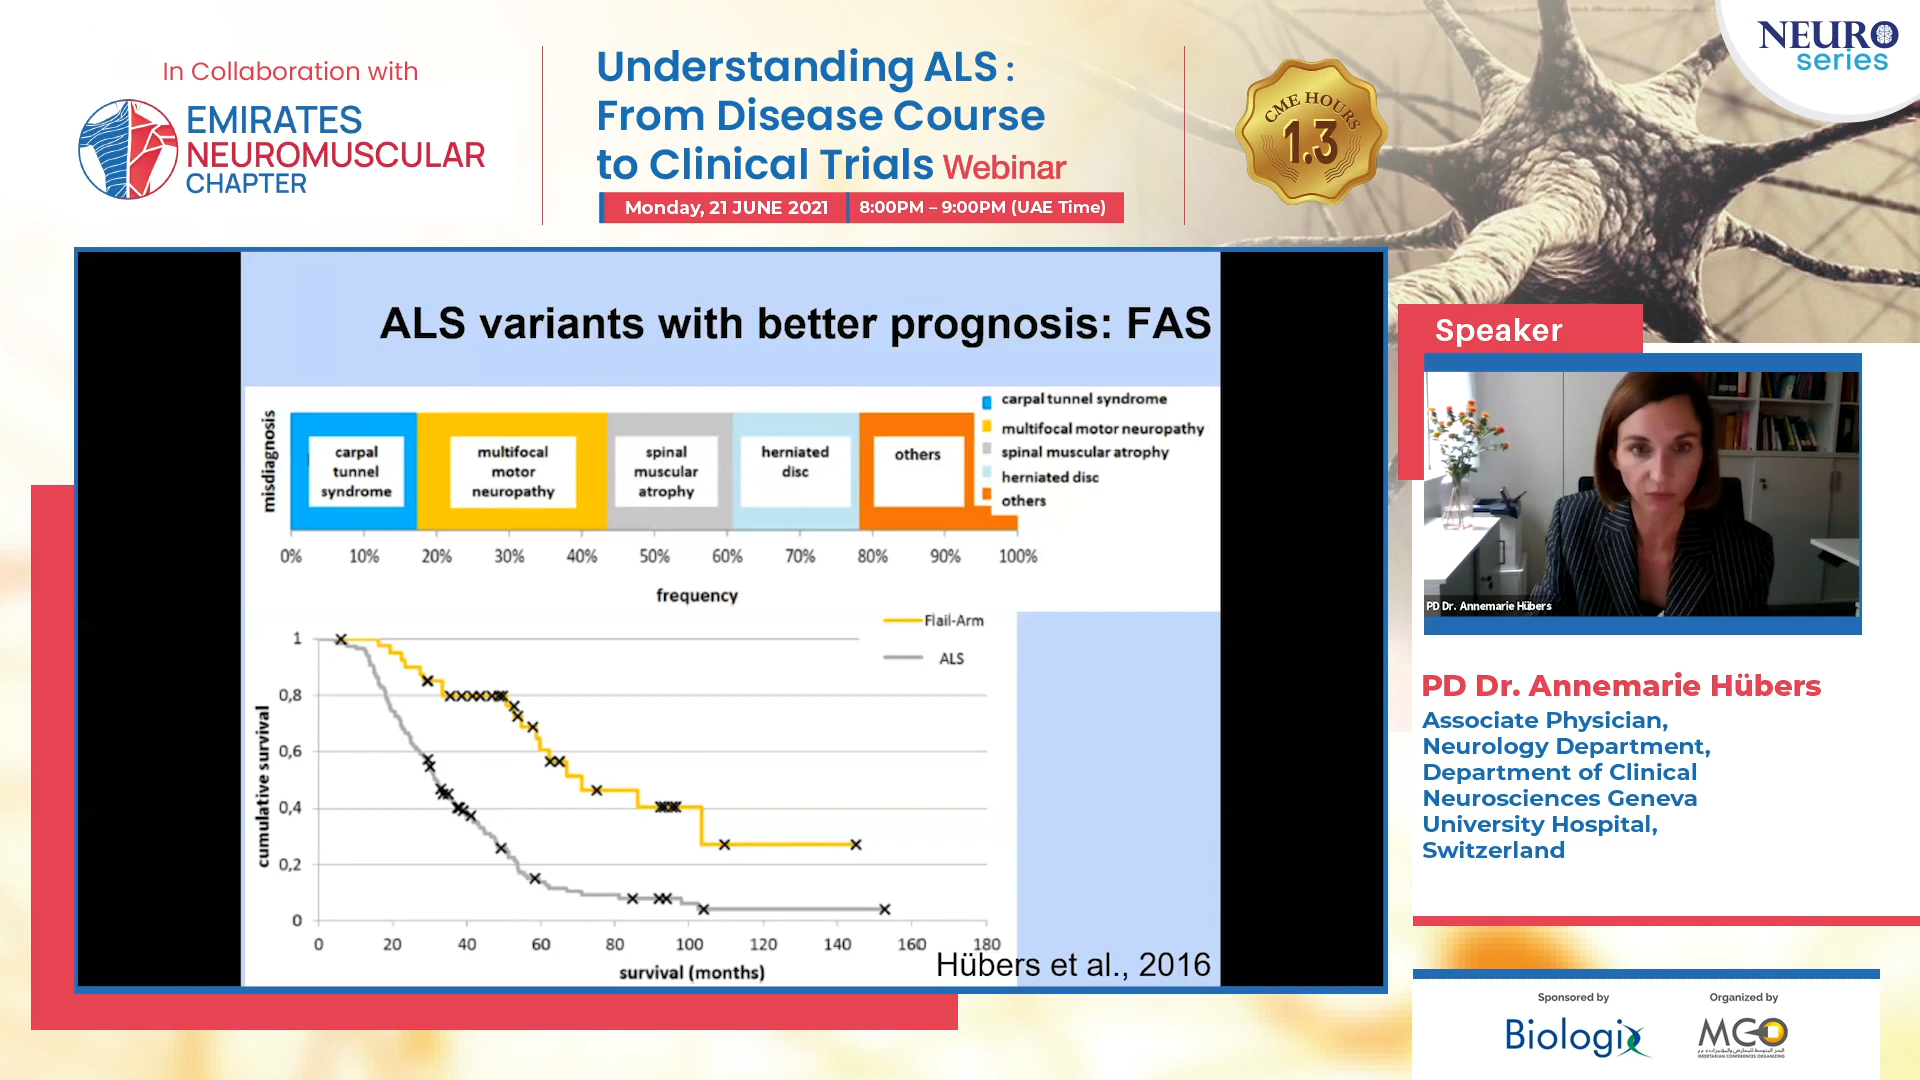 In Collaboration with
EMIRATES
NEUROMUSCULAR
CHAPTER
Understanding ALS :
From Disease Course
to Clinical Trials Webinar
Monday, 21 JUNE 2021
8:00PM – 9:00PM (UAE Time)
CME HOURS
1.3
NEURO
series
ALS variants with better prognosis: FAS
misdiagnosis
carpal
tunnel
syndrome
multifocal
motor
neuropathy
spinal
muscular
atrophy
herniated
disc
others
carpal tunnel syndrome
multifocal motor neuropathy
spinal muscular atrophy
herniated disc
others
0% 10% 20% 30% 40% 50% 60% 70% 80% 90% 100%
frequency
Flail-Arm
ALS
cumulative survival
1
0,8
0,6
0,4
0,2
0
0 20 40 60 80 100 120 140 160 180
survival (months)
Hübers et al., 2016
Speaker
PD Dr. Annemarie Hübers
PD Dr. Annemarie Hübers
Associate Physician,
Neurology Department,
Department of Clinical
Neurosciences Geneva
University Hospital,
Switzerland
Sponsored by
Biologix
Organized by
MCO